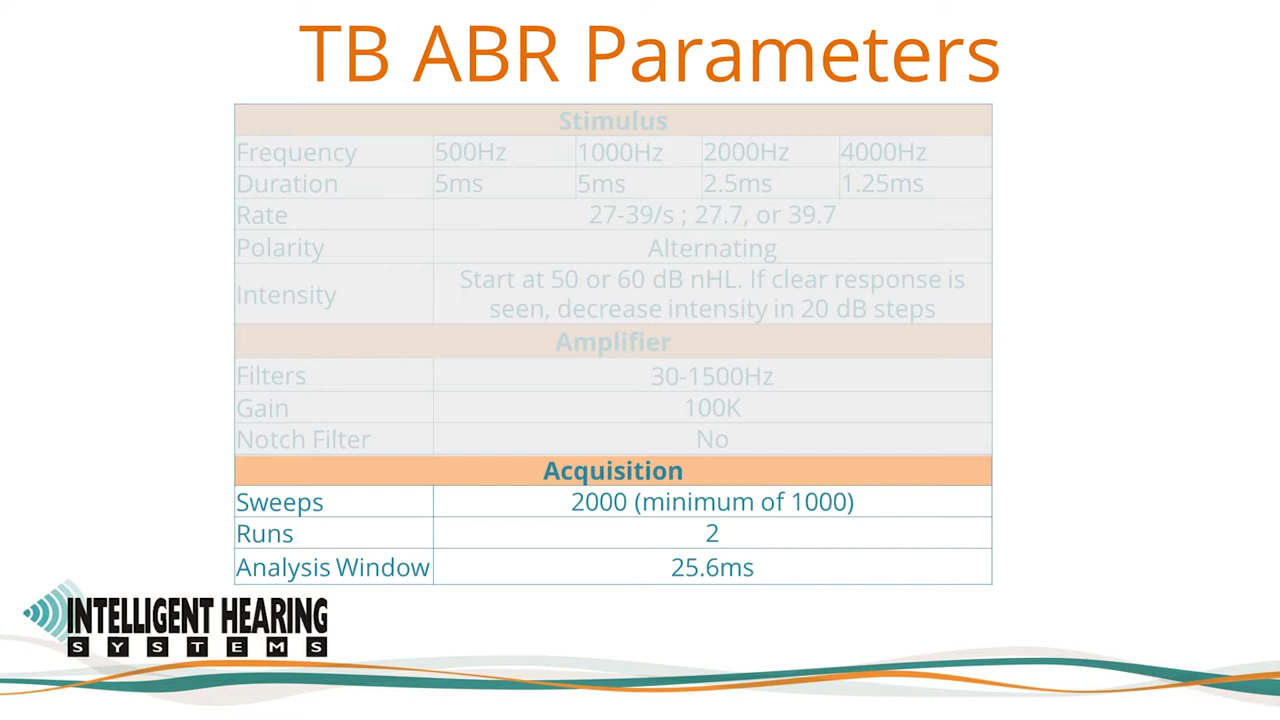 TB ABR Parameters
Stimulus
Frequency 500Hz 1000Hz 2000Hz 4000Hz
Duration 5ms 5ms 2.5ms 1.25ms
Rate 27-39/s ; 27.7, or 39.7
Polarity Alternating
Intensity Start at 50 or 60 dB nHL. If clear response is
seen, decrease intensity in 20 dB steps
Amplifier
Filters 30-1500Hz
Gain 100K
Notch Filter No
Acquisition
Sweeps 2000 (minimum of 1000)
Runs 2
Analysis Window 25.6ms
INTELLIGENT HEARING
SYSTEMS